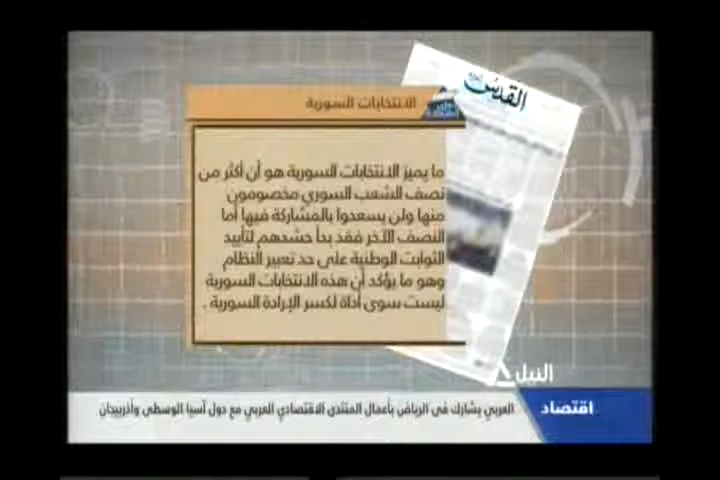 القدس
الانتخابات السورية
ما يميز الانتخابات السورية هو أن أكثر من
نصف الشعب السوري مخصومون
منها ولن يسعدوا بالمشاركة فيها أما
النصف الآخر فقد بدأ حشدهم لتأييد
الثوابت الوطنية على حد تعبير النظام
وهو ما يؤكد أن هذه الانتخابات السورية
ليست سوى أداة لكسر الإرادة السورية .
النيل
اقتصاد
العربي يشارك فى الرياض بأعمال المنتدى الاقتصادي العربي مع دول آسيا الوسطى وأذربيجان